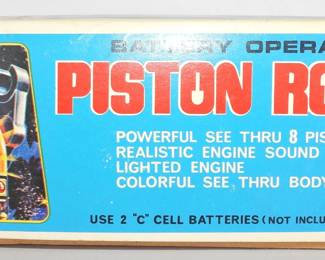 BATTERY OPERA
PISTON RO
POWERFUL SEE THRU 8 PIS
REALISTIC ENGINE SOUND
LIGHTED ENGINE
COLORFUL SEE THRU BODY
USE 2 "C" CELL BATTERIES (NOT INCLU